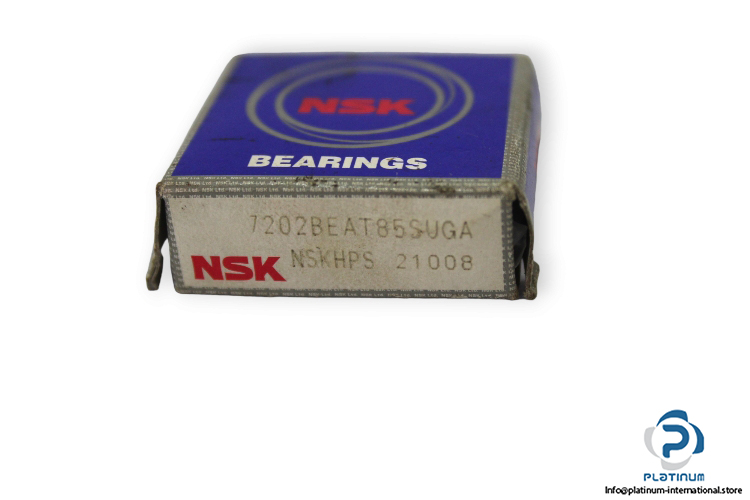 NSK
BEARINGS
7202BEAT85SUGA
NSK NSKHPS 21008
PLATINUM
Info@platinum-international.store